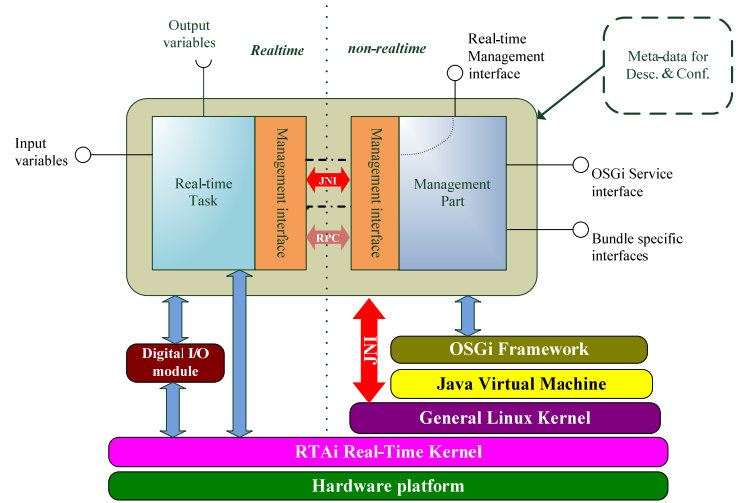 Output
variables
Realtime
non-realtime
Real-time
Management
interface
Meta-data for
Desc. & Conf.
Input
variables
Real-time
Task
Management interface
JNI
RPC
Management interface
Management
Part
OSGi Service
interface
Bundle specific
interfaces
Digital I/O
module
JNI
OSGi Framework
Java Virtual Machine
General Linux Kernel
RTAi Real-Time Kernel
Hardware platform